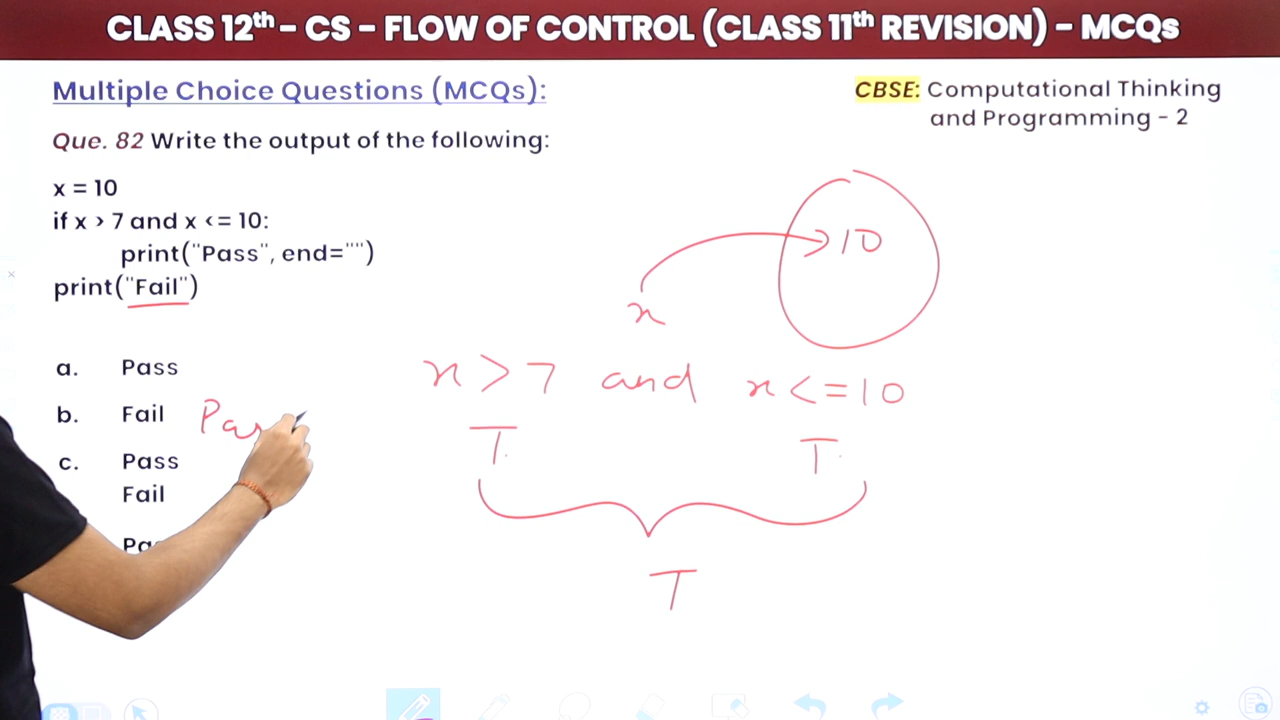 CLASS 12th - CS - FLOW OF CONTROL (CLASS 11th REVISION) - MCQs
Multiple Choice Questions (MCQs):
CBSE: Computational Thinking
and Programming - 2
Que. 82 Write the output of the following:
x = 10
if x > 7 and x <= 10:
print("Pass", end="")
print("Fail")
10
x
x > 7 and x <= 10
T T
T
a. Pass
b. Fail
c. Pass
Fail